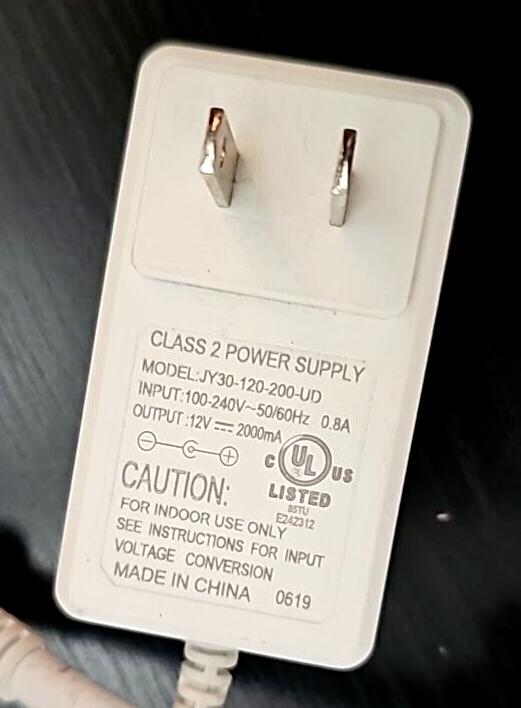 CLASS 2 POWER SUPPLY
MODEL:JY30-120-200-UD
INPUT:100-240V~50/60Hz 0.8A
OUTPUT:12V⎓2000mA
C UL US
LISTED
85TU
E242312
CAUTION:
FOR INDOOR USE ONLY
SEE INSTRUCTIONS FOR INPUT
VOLTAGE CONVERSION
MADE IN CHINA 0619